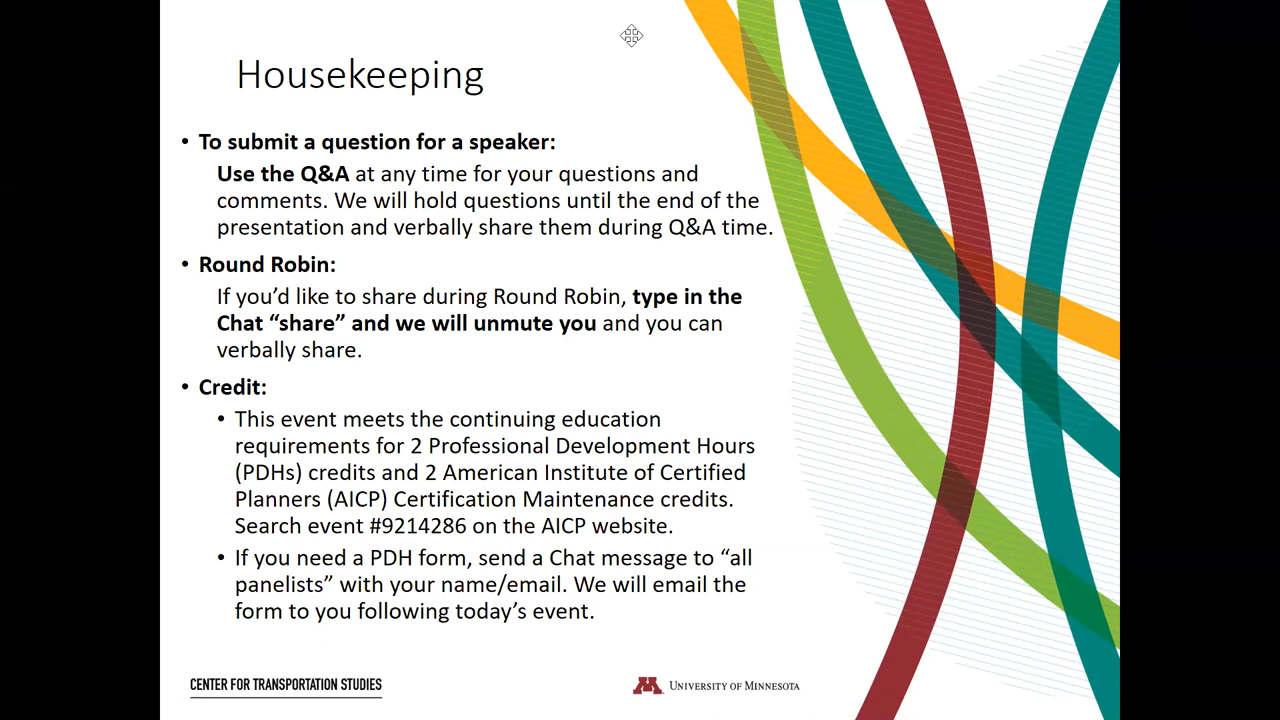 Housekeeping
• To submit a question for a speaker:
Use the Q&A at any time for your questions and
comments. We will hold questions until the end of the
presentation and verbally share them during Q&A time.
• Round Robin:
If you’d like to share during Round Robin, type in the
Chat “share” and we will unmute you and you can
verbally share.
• Credit:
• This event meets the continuing education
requirements for 2 Professional Development Hours
(PDHs) credits and 2 American Institute of Certified
Planners (AICP) Certification Maintenance credits.
Search event #9214286 on the AICP website.
• If you need a PDH form, send a Chat message to “all
panelists” with your name/email. We will email the
form to you following today’s event.
CENTER FOR TRANSPORTATION STUDIES
M UNIVERSITY OF MINNESOTA